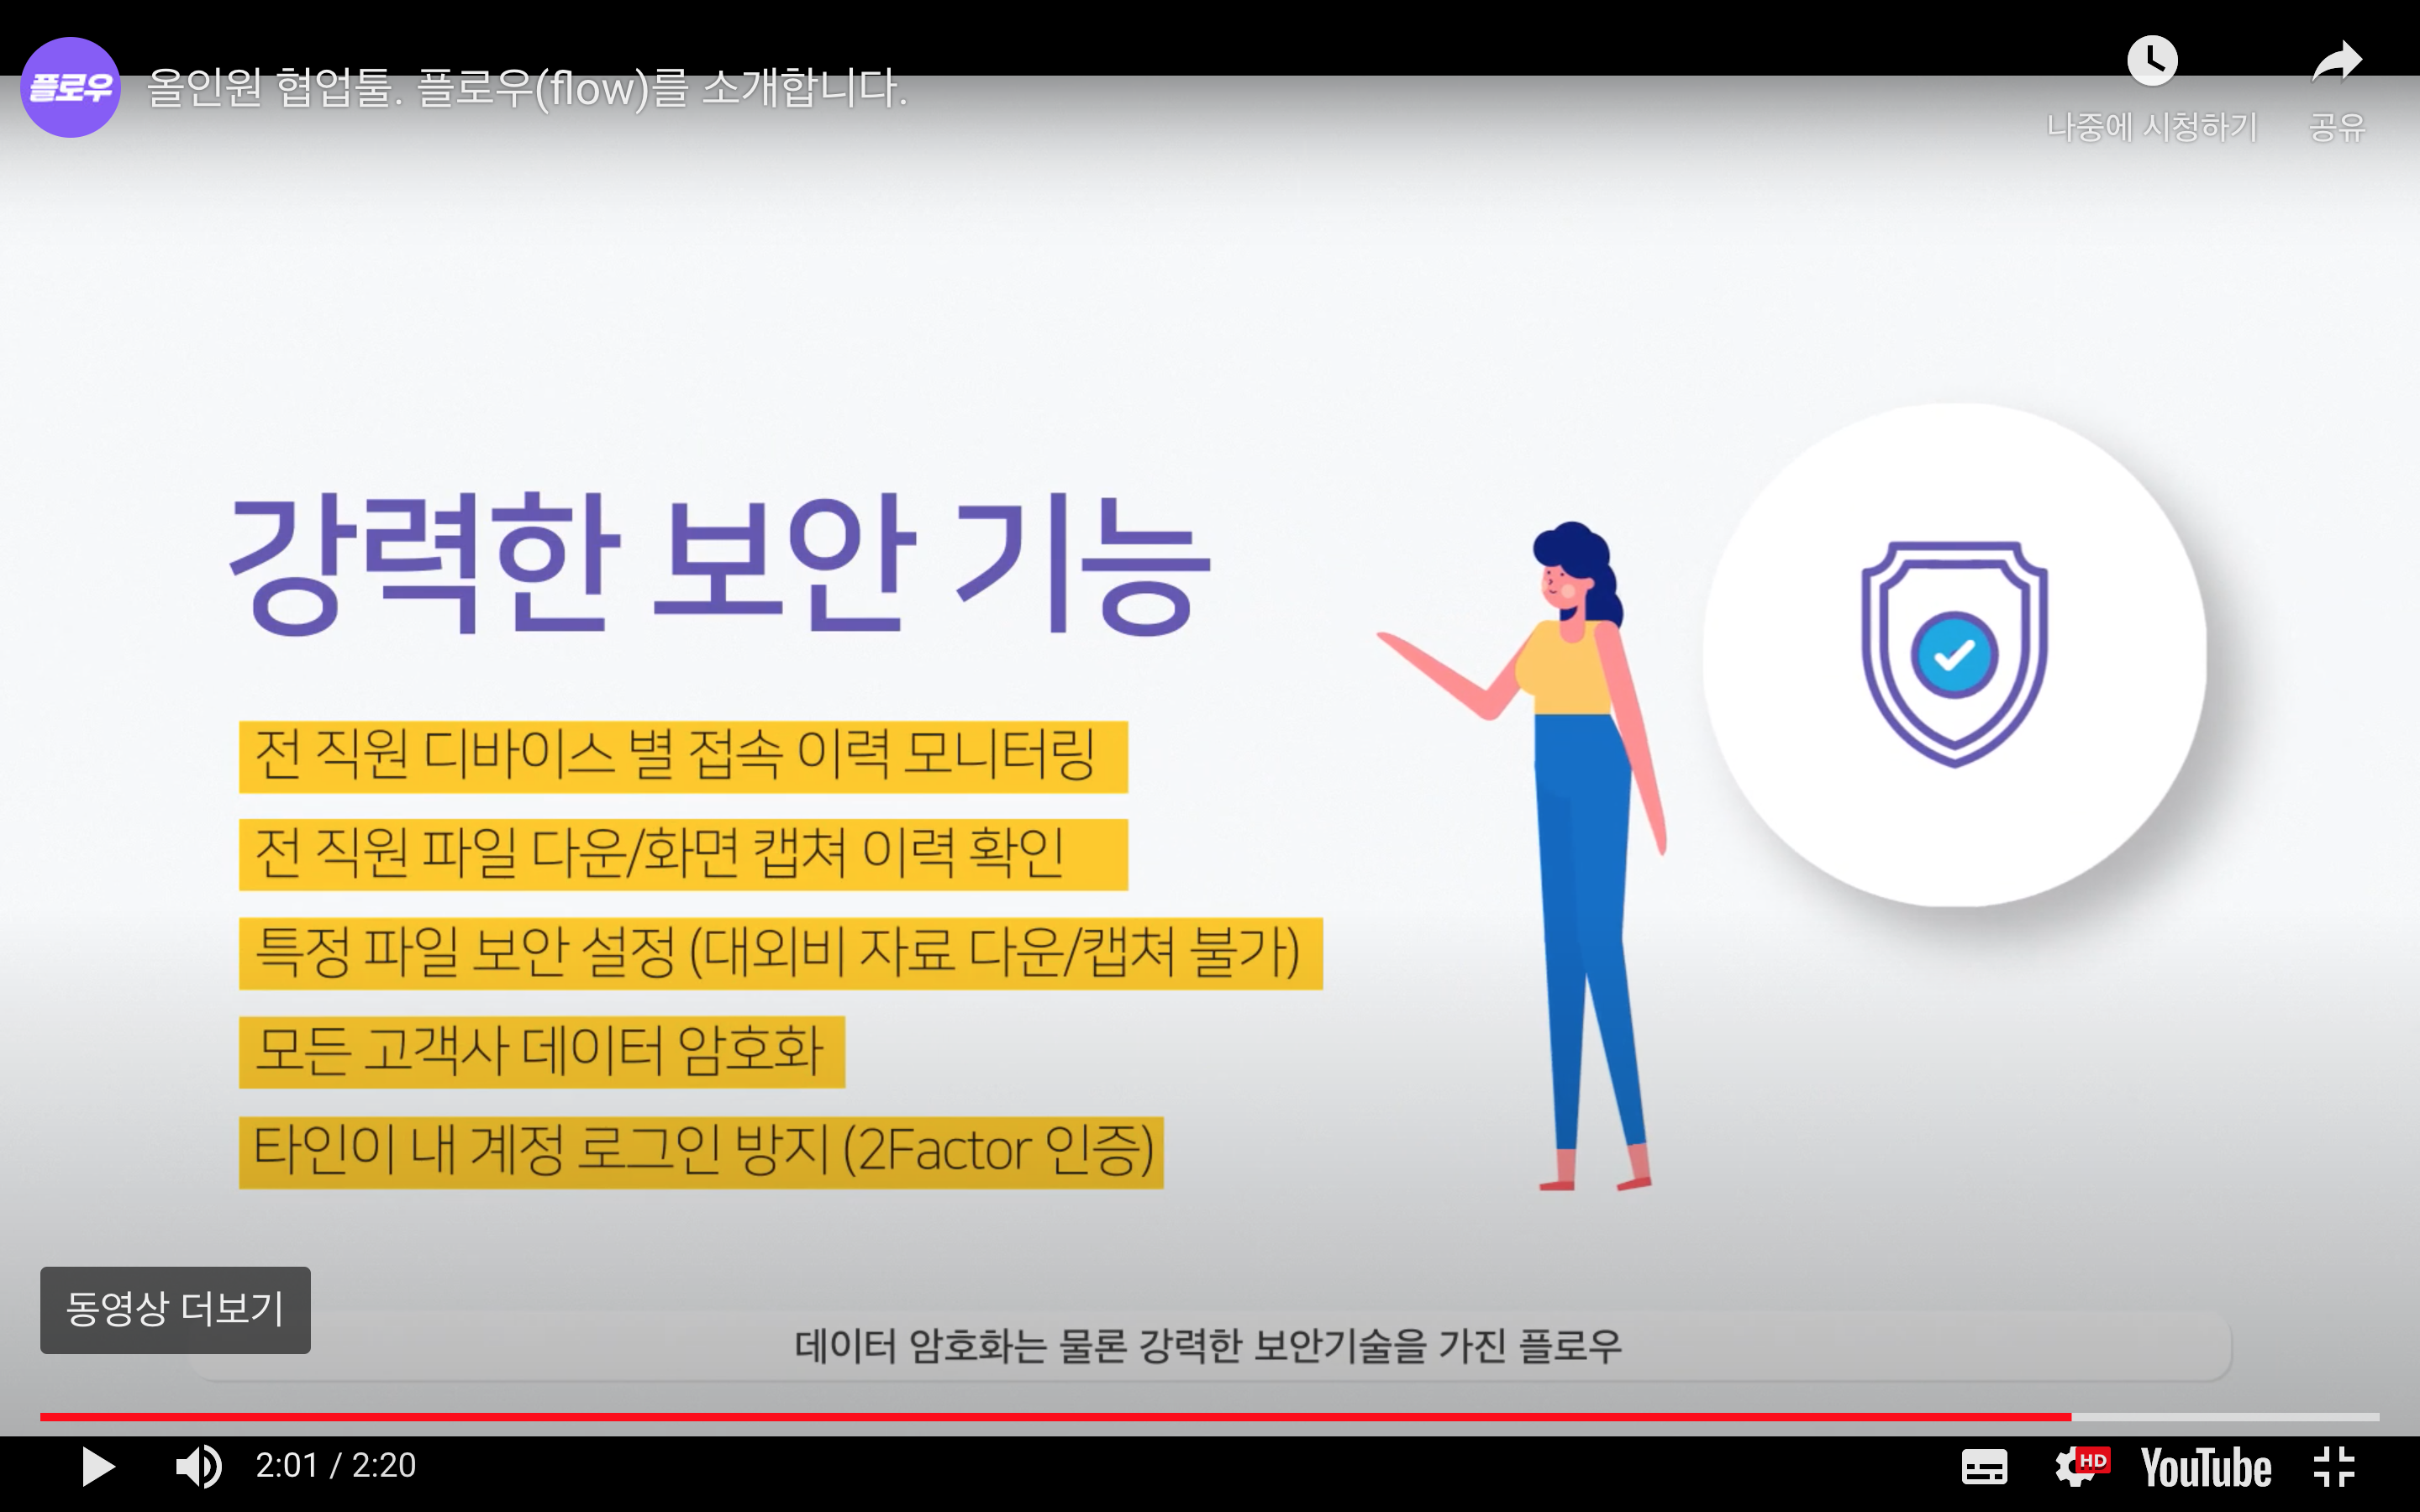 플로우
올인원 협업툴. 플로우(flow)를 소개합니다.
나중에 시청하기
공유
강력한 보안 기능
전 직원 디바이스 별 접속 이력 모니터링
전 직원 파일 다운/화면 캡쳐 이력 확인
특정 파일 보안 설정 (대외비 자료 다운/캡쳐 불가)
모든 고객사 데이터 암호화
타인이 내 계정 로그인 방지 (2Factor 인증)
동영상 더보기
데이터 암호화는 물론 강력한 보안기술을 가진 플로우
2:01 / 2:20
HD
YouTube